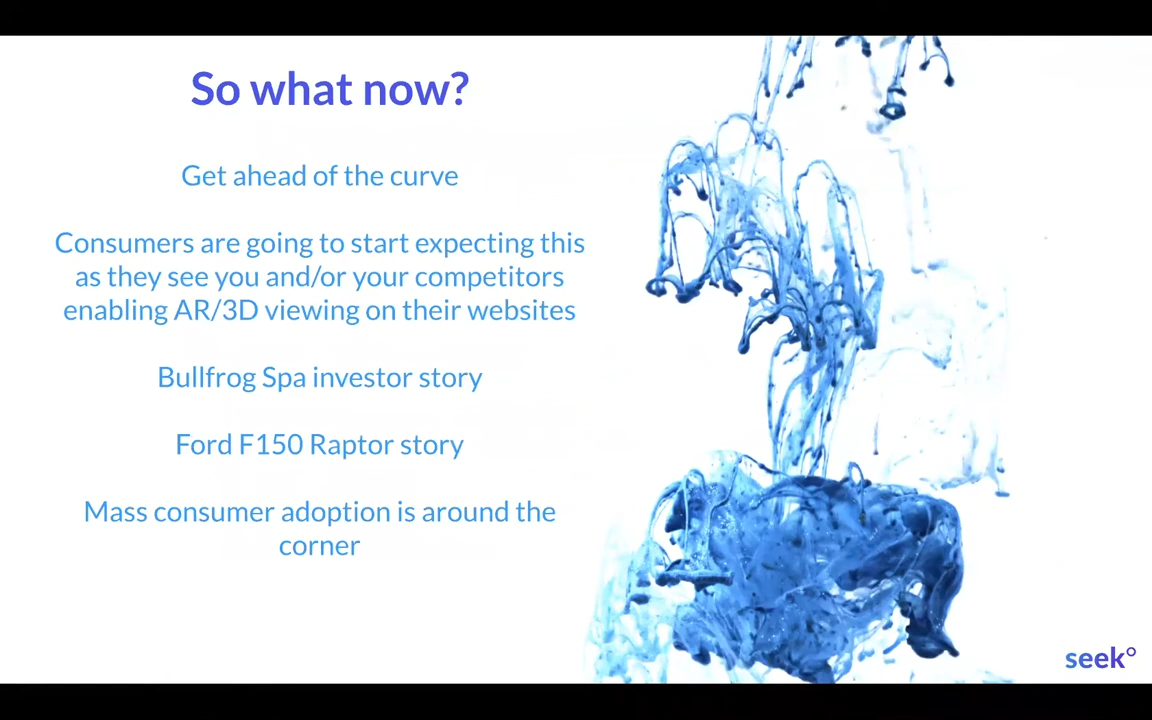 So what now?
Get ahead of the curve
Consumers are going to start expecting this
as they see you and/or your competitors
enabling AR/3D viewing on their websites
Bullfrog Spa investor story
Ford F150 Raptor story
Mass consumer adoption is around the
corner
seek°